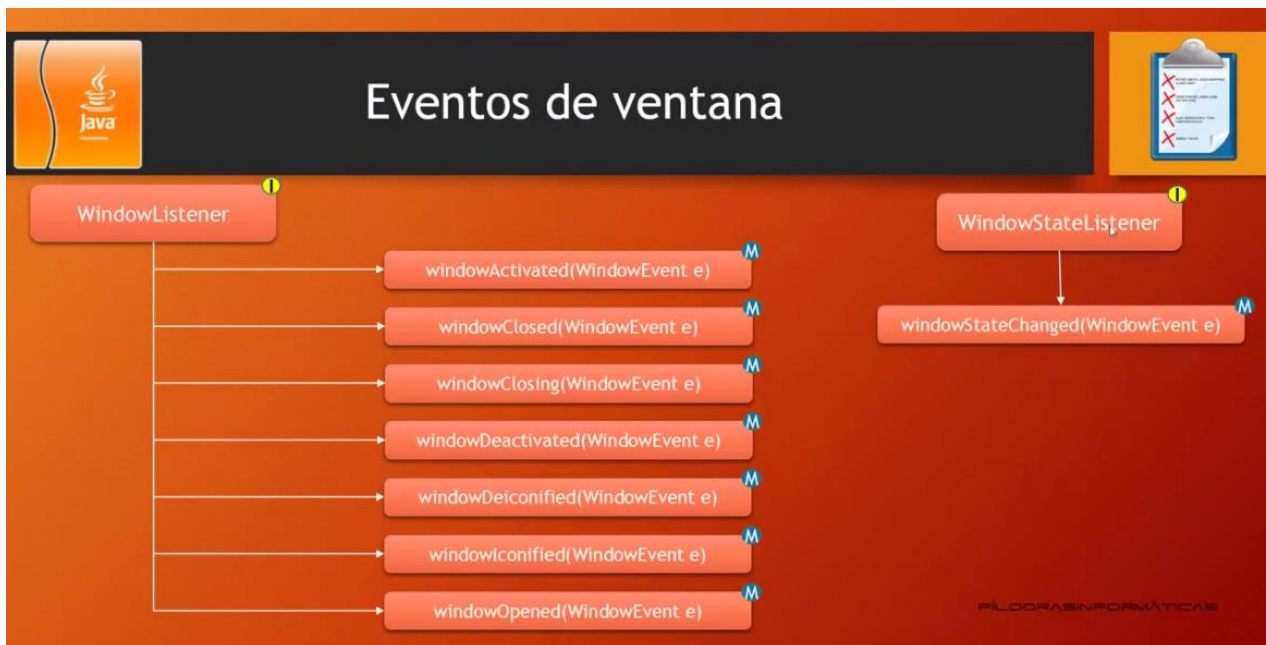 Java
Eventos de ventana
WindowListener
I
windowActivated(WindowEvent e)
M
windowClosed(WindowEvent e)
M
windowClosing(WindowEvent e)
M
windowDeactivated(WindowEvent e)
M
windowDeiconified(WindowEvent e)
M
windowIconified(WindowEvent e)
M
windowOpened(WindowEvent e)
M
WindowStateListener
I
windowStateChanged(WindowEvent e)
M
PÍLDORASINFORMÁTICAS